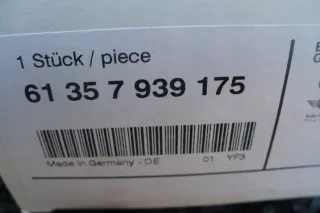 1 Stück / piece
61 35 7 939 175
Made in Germany - DE 01 YF3